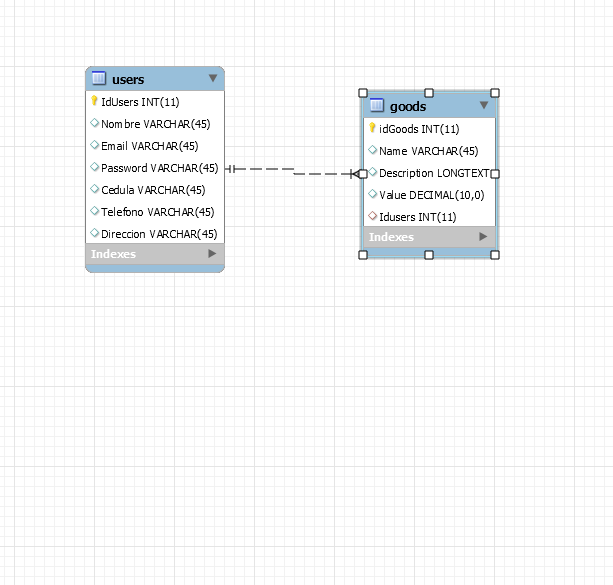 users
IdUsers INT(11)
Nombre VARCHAR(45)
Email VARCHAR(45)
Password VARCHAR(45)
Cedula VARCHAR(45)
Telefono VARCHAR(45)
Direccion VARCHAR(45)
Indexes
goods
idGoods INT(11)
Name VARCHAR(45)
Description LONGTEXT
Value DECIMAL(10,0)
Idusers INT(11)
Indexes